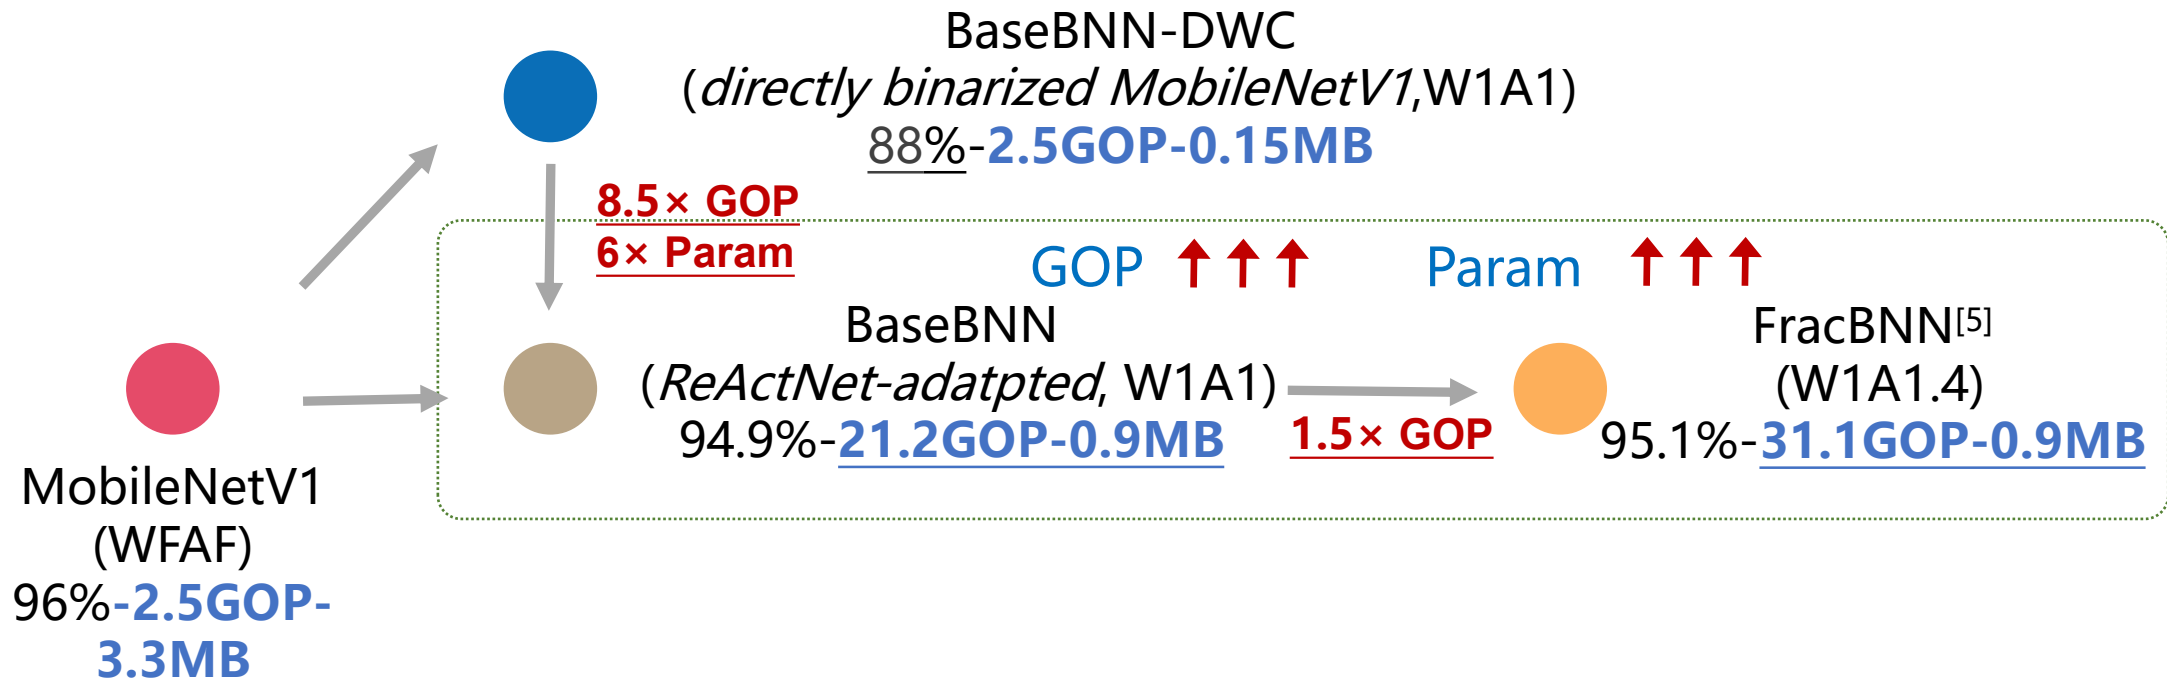 BaseBNN-DWC
(directly binarized MobileNetV1,W1A1)
88%-2.5GOP-0.15MB
8.5× GOP
6× Param
GOP
Param
BaseBNN
(ReActNet-adatpted, W1A1)
94.9%-21.2GOP-0.9MB
1.5× GOP
FracBNN[5]
(W1A1.4)
95.1%-31.1GOP-0.9MB
MobileNetV1
(WFAF)
96%-2.5GOP-
3.3MB